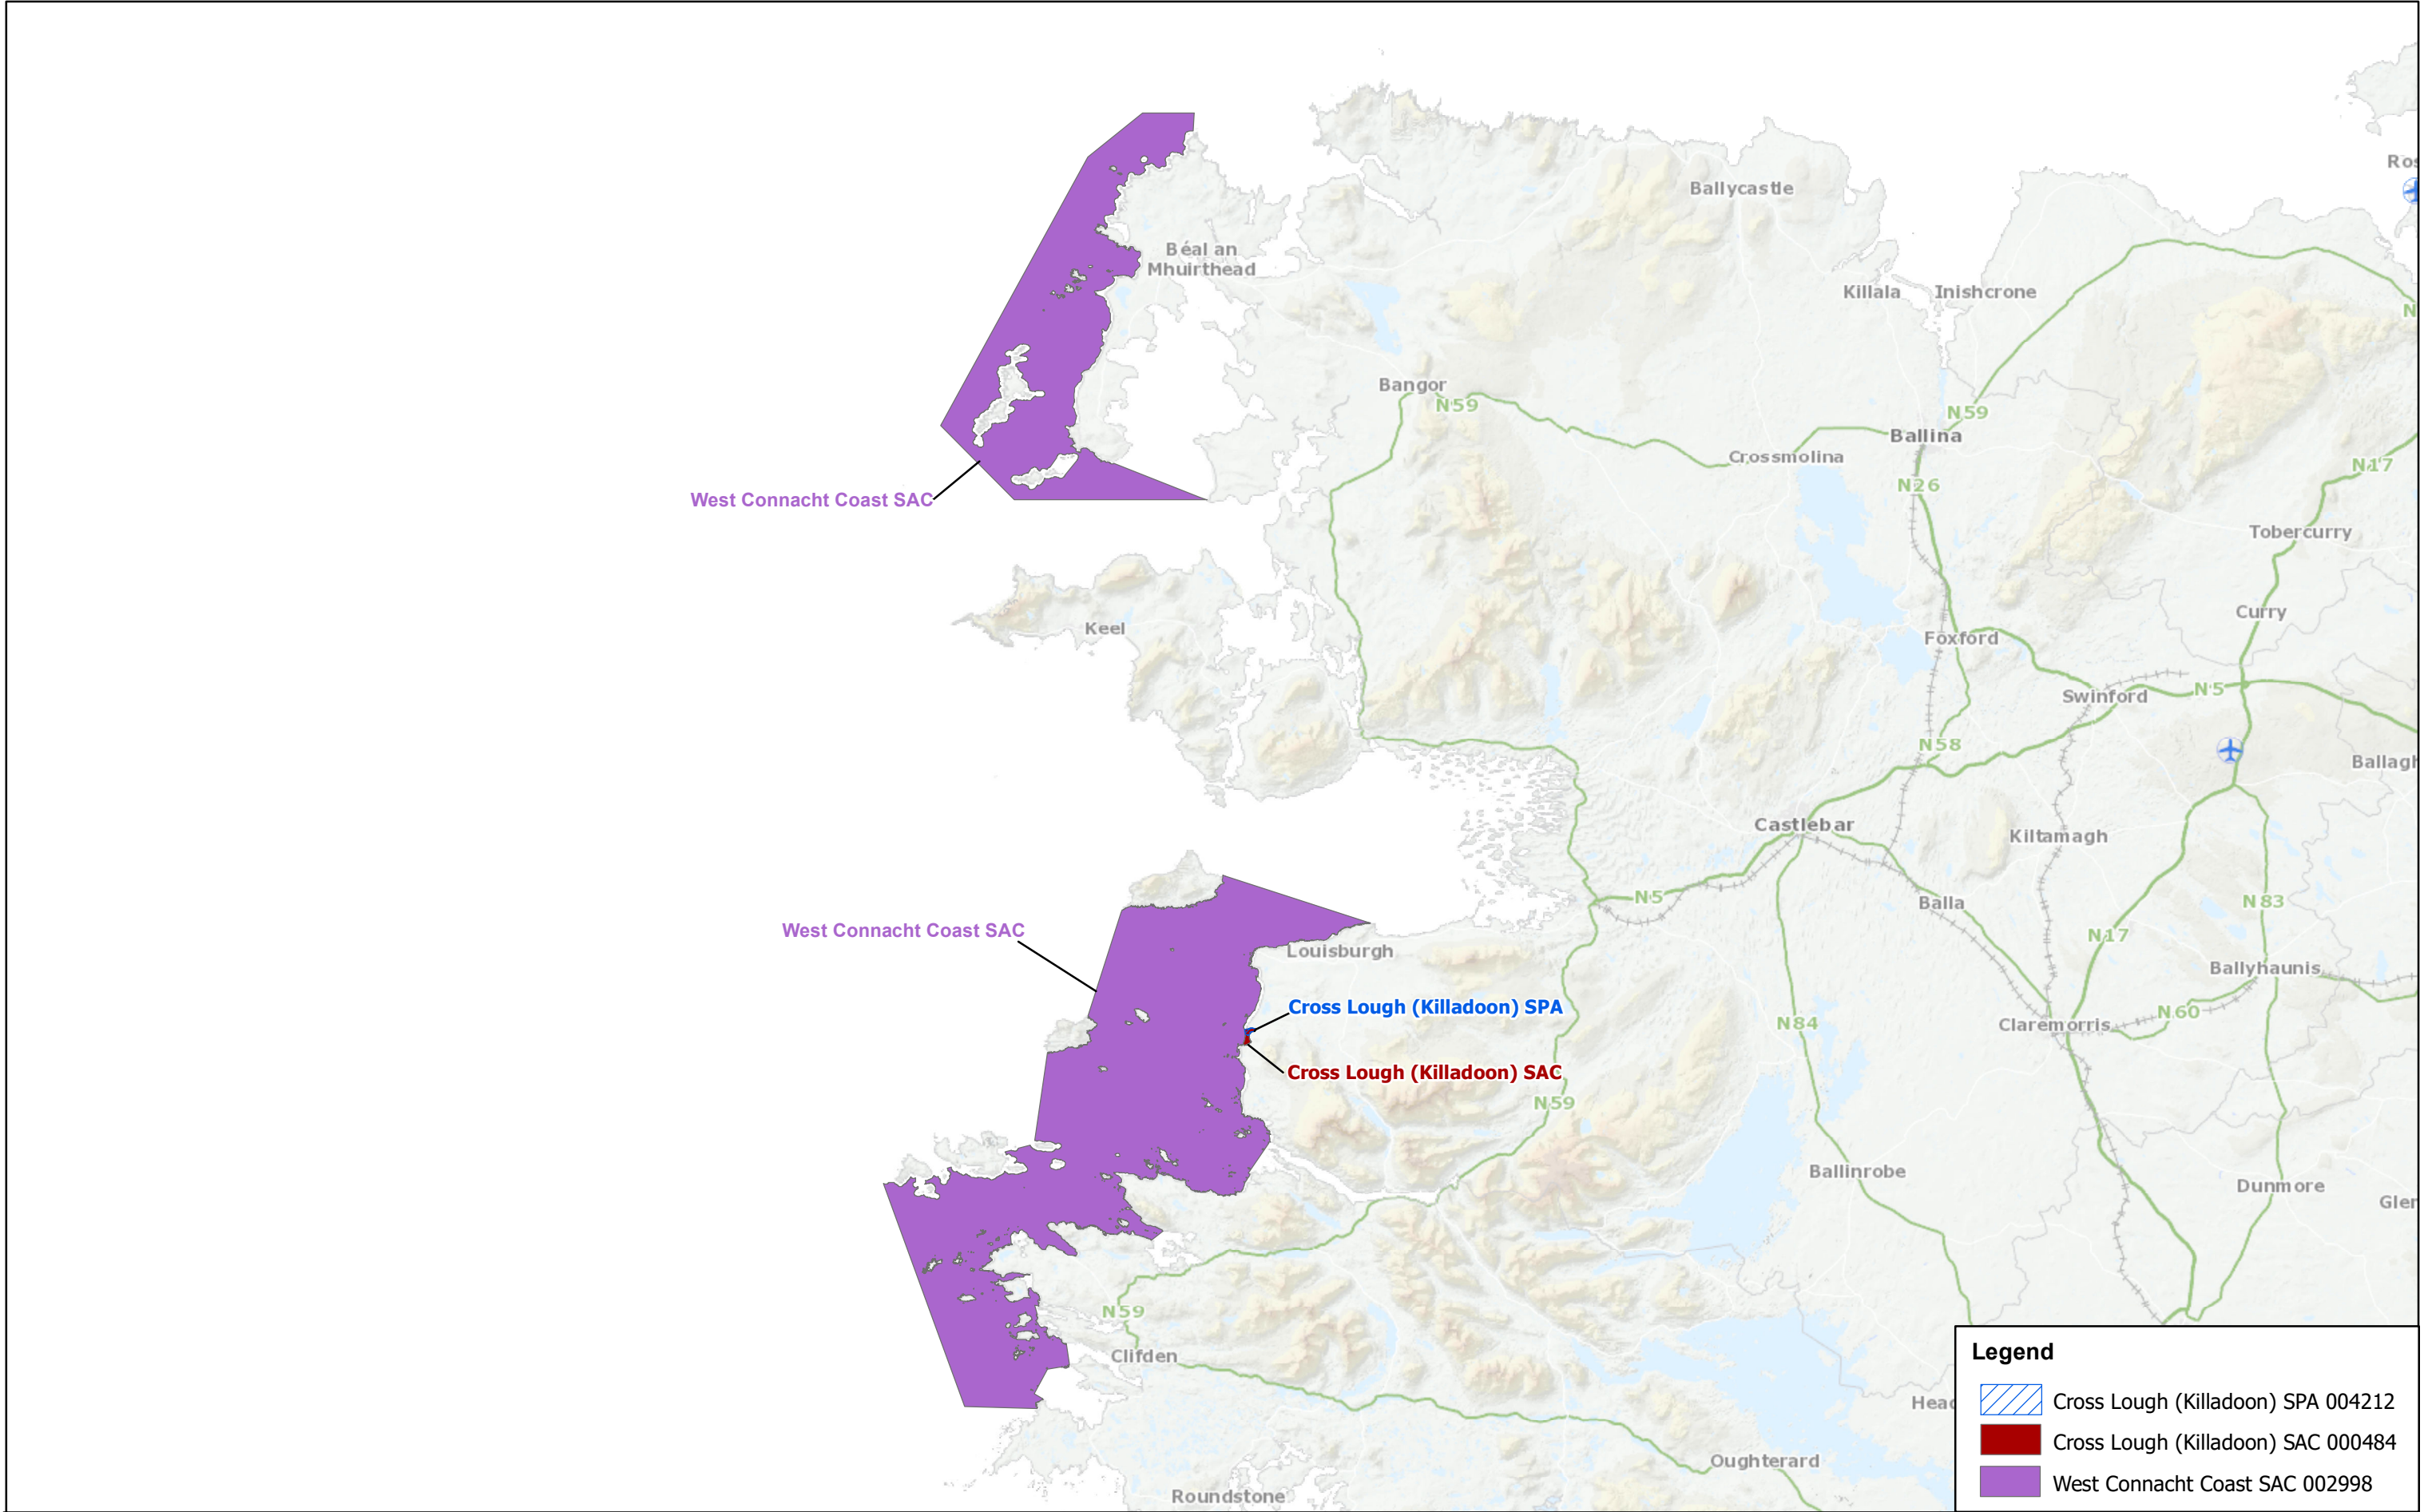 Ballycastle
Béal an
Mhuirthead
Killala
Inishcrone
Bangor
N59
N59
Ballina
Crossmolina
N17
N26
West Connacht Coast SAC
Tobercurry
Curry
Keel
Foxford
N5
Swinford
N58
Castlebar
Kiltamagh
N5
Balla
N83
West Connacht Coast SAC
N17
Louisburgh
Ballyhaunis
Cross Lough (Killadoon) SPA
N60
N84
Claremorris
Cross Lough (Killadoon) SAC
N59
Ballinrobe
Dunmore
N59
Clifden
Oughterard
Roundstone
Legend
Cross Lough (Killadoon) SPA 004212
Cross Lough (Killadoon) SAC 000484
West Connacht Coast SAC 002998